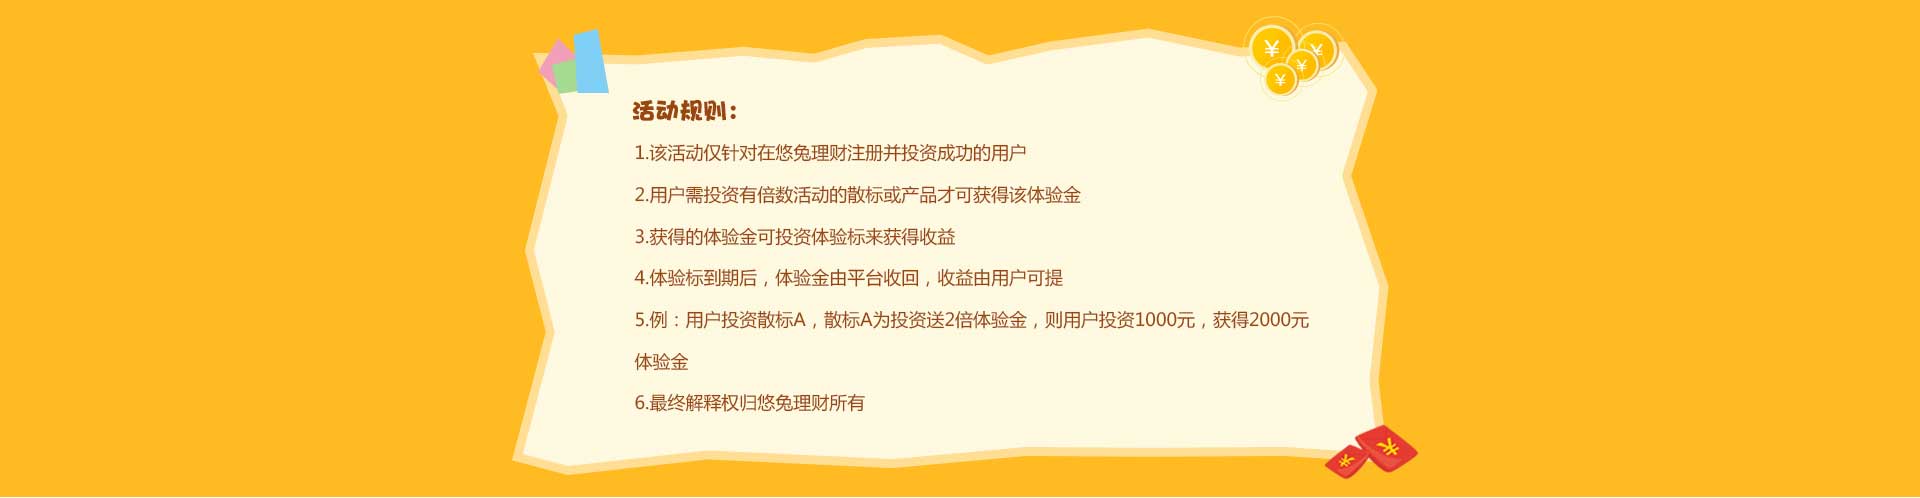 活动规则：
1.该活动仅针对在悠兔理财注册并投资成功的用户
2.用户需投资有倍数活动的散标或产品才可获得该体验金
3.获得的体验金可投资体验标来获得收益
4.体验标到期后，体验金由平台收回，收益由用户可提
5.例：用户投资散标A，散标A为投资送2倍体验金，则用户投资1000元，获得2000元
体验金
6.最终解释权归悠兔理财所有
¥
¥
¥
¥
¥
¥